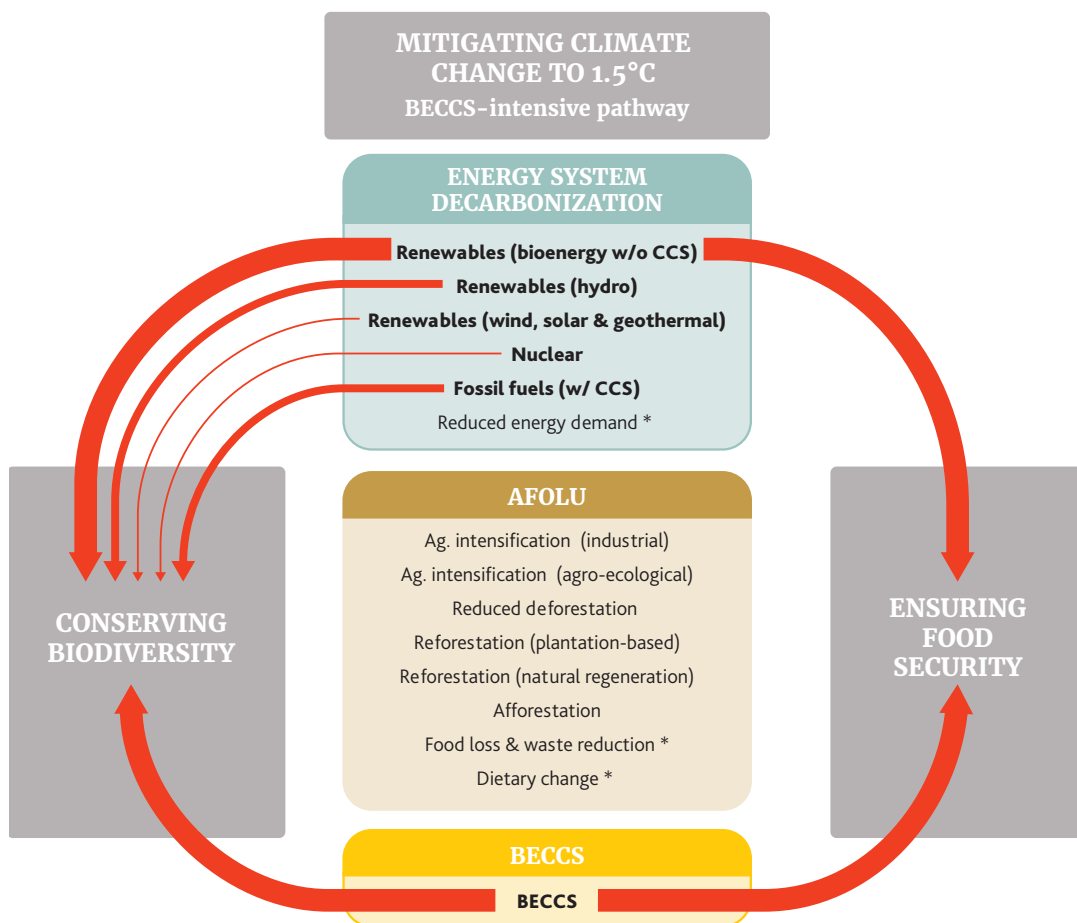 MITIGATING CLIMATE
CHANGE TO 1.5°C
BECCS-intensive pathway
ENERGY SYSTEM
DECARBONIZATION
Renewables (bioenergy w/o CCS)
Renewables (hydro)
Renewables (wind, solar & geothermal)
Nuclear
Fossil fuels (w/ CCS)
Reduced energy demand *
AFOLU
Ag. intensification (industrial)
Ag. intensification (agro-ecological)
Reduced deforestation
Reforestation (plantation-based)
Reforestation (natural regeneration)
Afforestation
Food loss & waste reduction *
Dietary change *
CONSERVING
BIODIVERSITY
ENSURING
FOOD
SECURITY
BECCS
BECCS